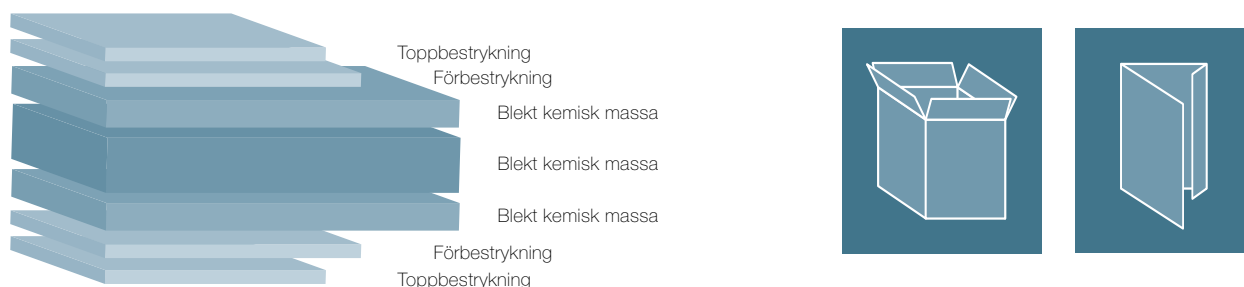 Toppbestrykning
Förbestrykning
Blekt kemisk massa
Blekt kemisk massa
Blekt kemisk massa
Förbestrykning
Toppbestrykning